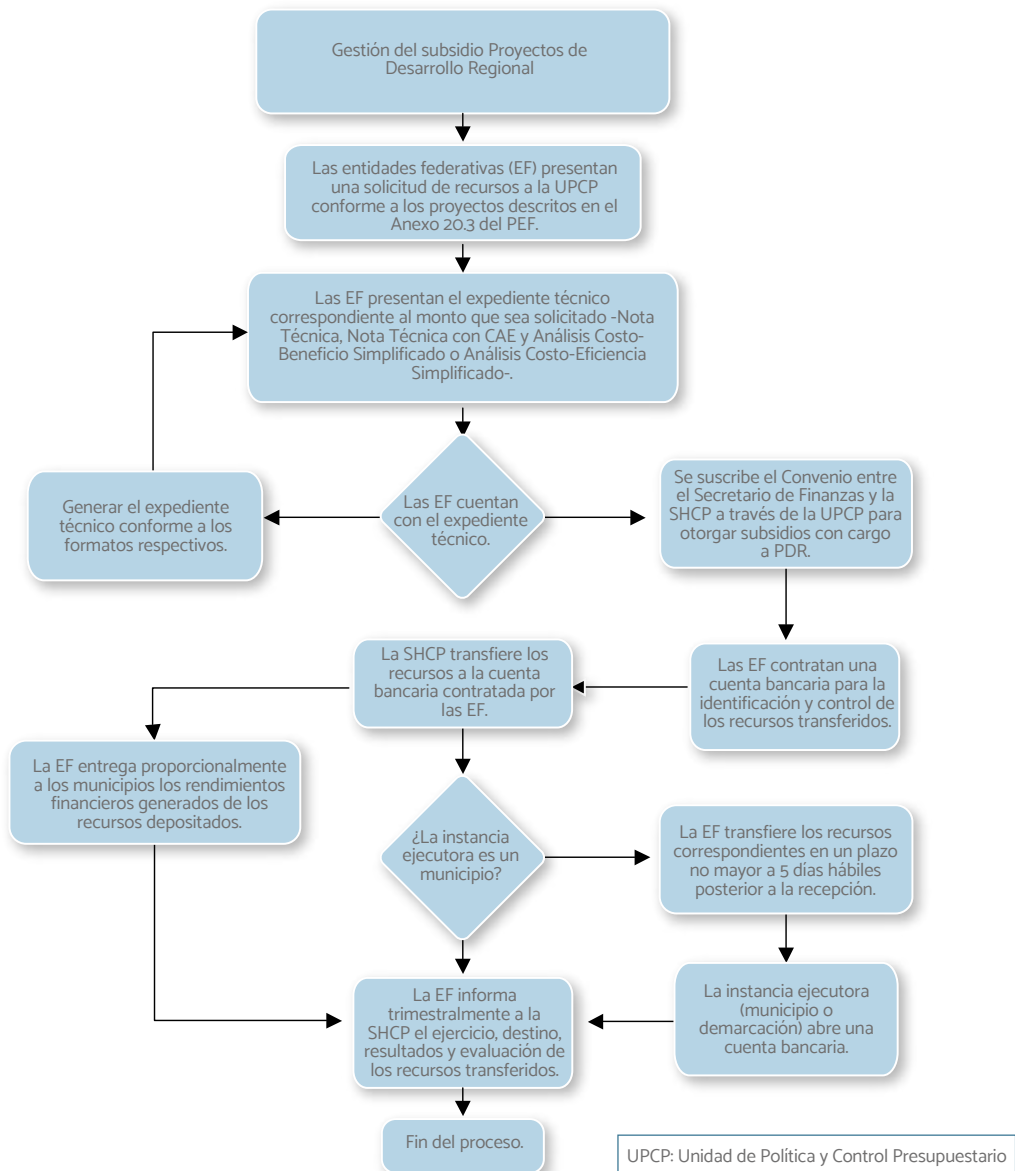 Gestión del subsidio Proyectos de
Desarrollo Regional
Las entidades federativas (EF) presentan
una solicitud de recursos a la UPCP
conforme a los proyectos descritos en el
Anexo 20.3 del PEF.
Las EF presentan el expediente técnico
correspondiente al monto que sea solicitado -Nota
Técnica, Nota Técnica con CAE y Análisis Costo-
Beneficio Simplificado o Análisis Costo-Eficiencia
Simplificado-.
Generar el expediente
técnico conforme a los
formatos respectivos.
Las EF cuentan
con el expediente
técnico.
Se suscribe el Convenio entre
el Secretario de Finanzas y la
SHCP a través de la UPCP para
otorgar subsidios con cargo
a PDR.
La SHCP transfiere los
recursos a la cuenta
bancaria contratada por
las EF.
Las EF contratan una
cuenta bancaria para la
identificación y control de
los recursos transferidos.
La EF entrega proporcionalmente
a los municipios los rendimientos
financieros generados de los
recursos depositados.
¿La instancia
ejecutora es un
municipio?
La EF transfiere los recursos
correspondientes en un plazo
no mayor a 5 días hábiles
posterior a la recepción.
La EF informa
trimestralmente a la
SHCP el ejercicio, destino,
resultados y evaluación de
los recursos transferidos.
La instancia ejecutora
(municipio o
demarcación) abre una
cuenta bancaria.
Fin del proceso.
UPCP: Unidad de Política y Control Presupuestario